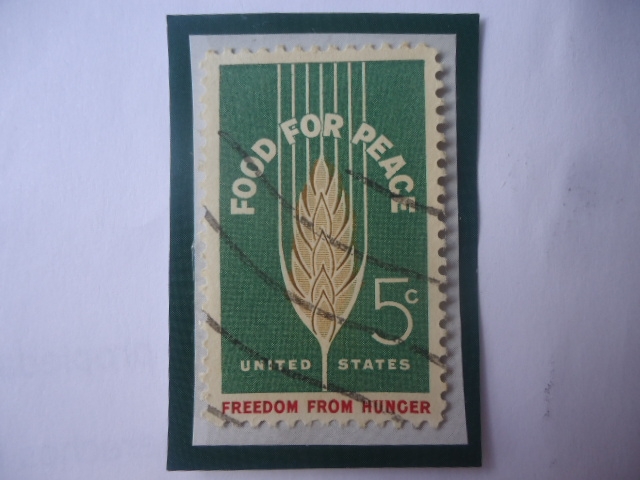 FOOD FOR PEACE
5c
UNITED STATES
FREEDOM FROM HUNGER